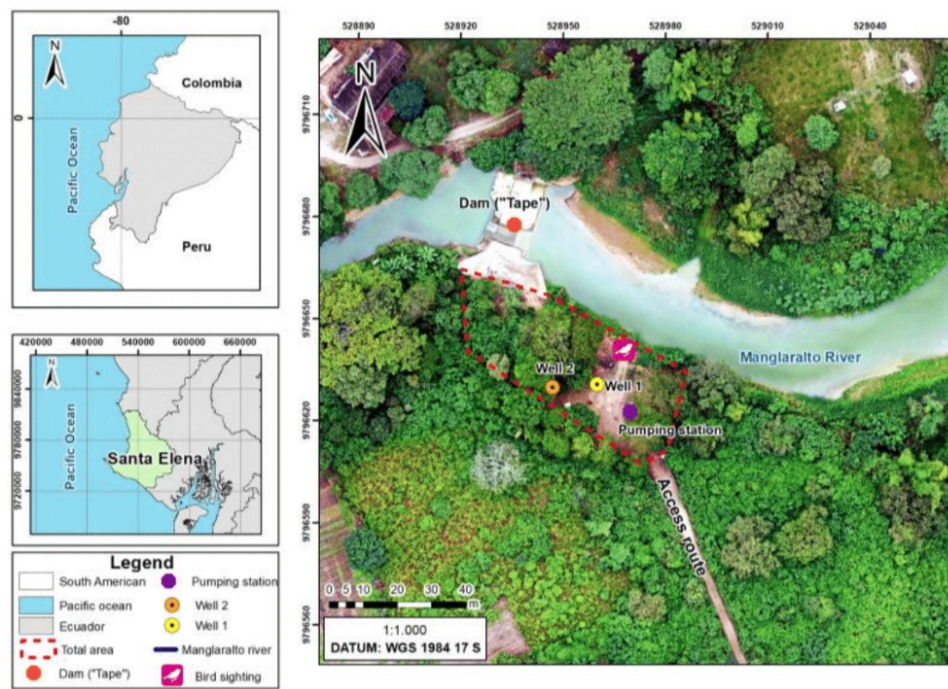 -80
N
Colombia
0
Pacific Ocean
Peru
420000 480000 540000 600000 660000
N
9840000
9780000
9720000
Pacific Ocean
Santa Elena
Legend
South American
Pumping station
Pacific ocean
Well 2
Ecuador
Well 1
Total area
Manglaralto river
Dam ("Tape")
Bird sighting
528890 528920 528950 528980 529010 529040
N
9796710
9796680
9796650
9796620
9796590
9796560
Dam ("Tape")
Manglaralto River
Well 2
Well 1
Pumping station
Access route
0 5 10 20 30 40
m
1:1.000
DATUM: WGS 1984 17 S